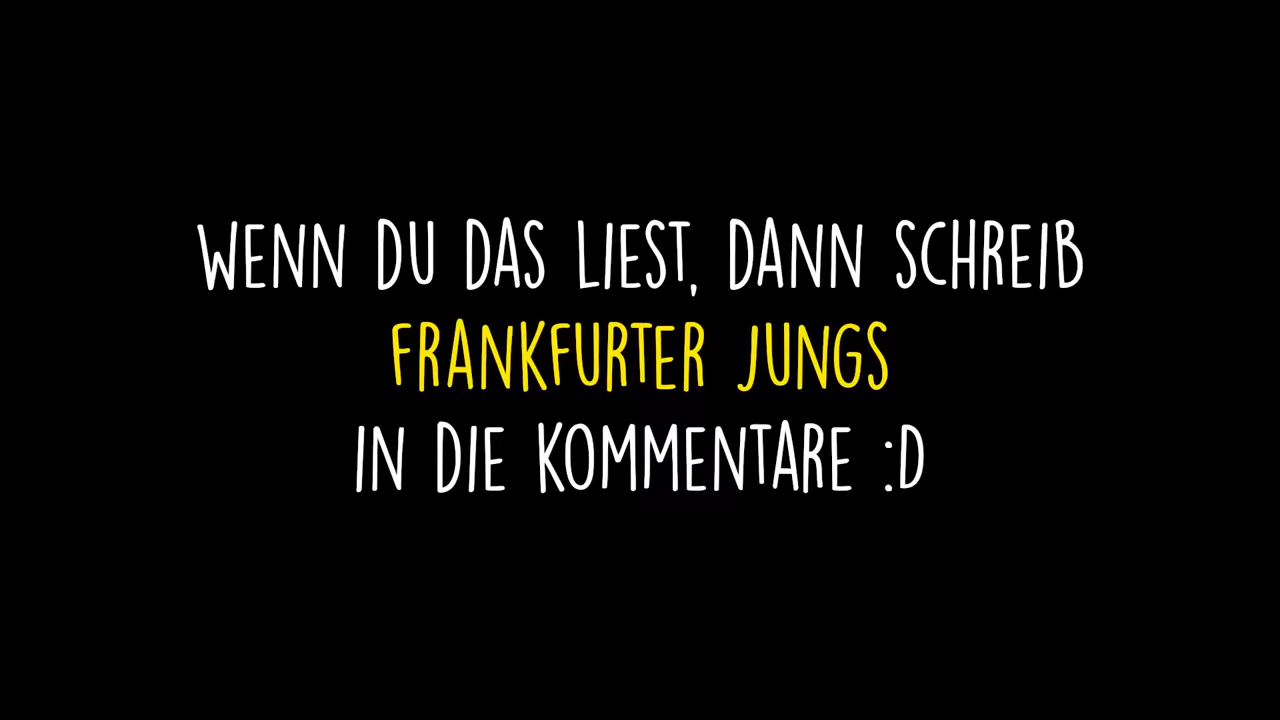 WENN DU DAS LIEST, DANN SCHREIB
FRANKFURTER JUNGS
IN DIE KOMMENTARE :D